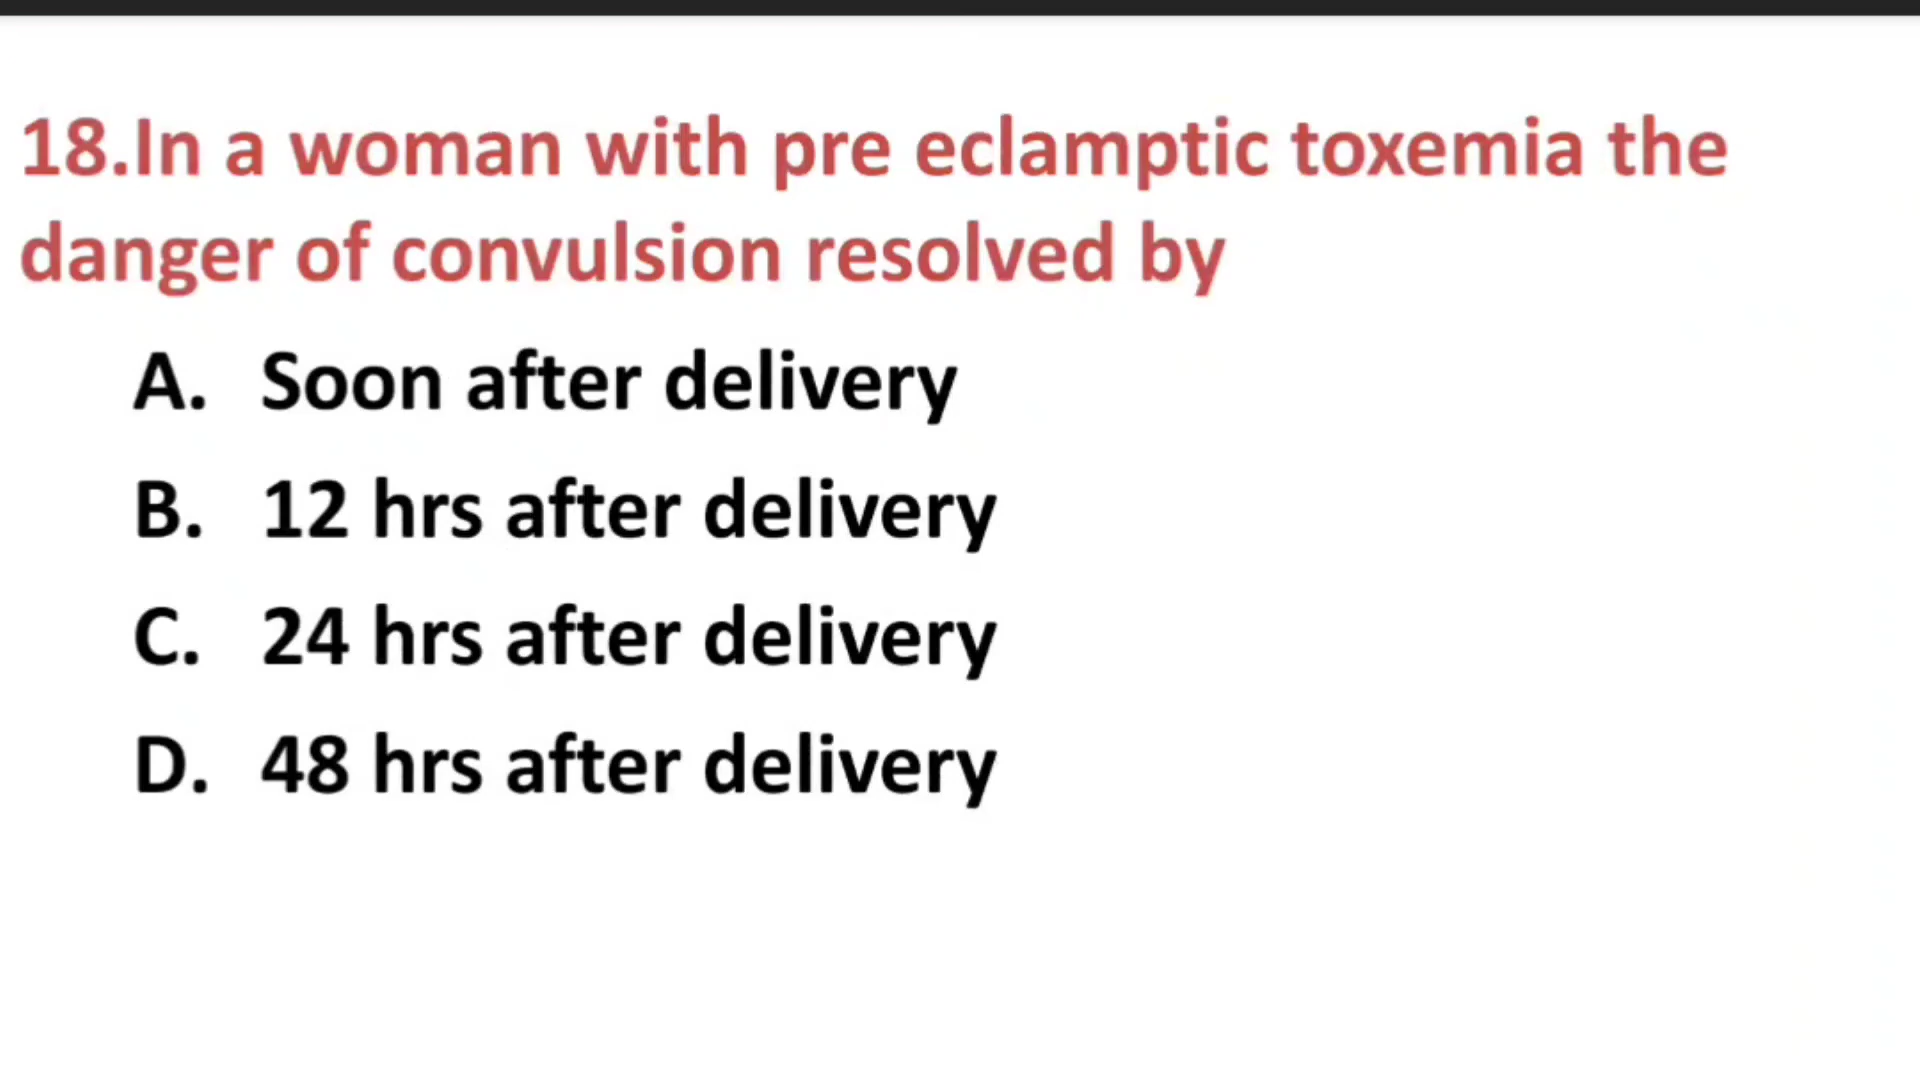 18.In a woman with pre eclamptic toxemia the
danger of convulsion resolved by
A. Soon after delivery
B. 12 hrs after delivery
C. 24 hrs after delivery
D. 48 hrs after delivery